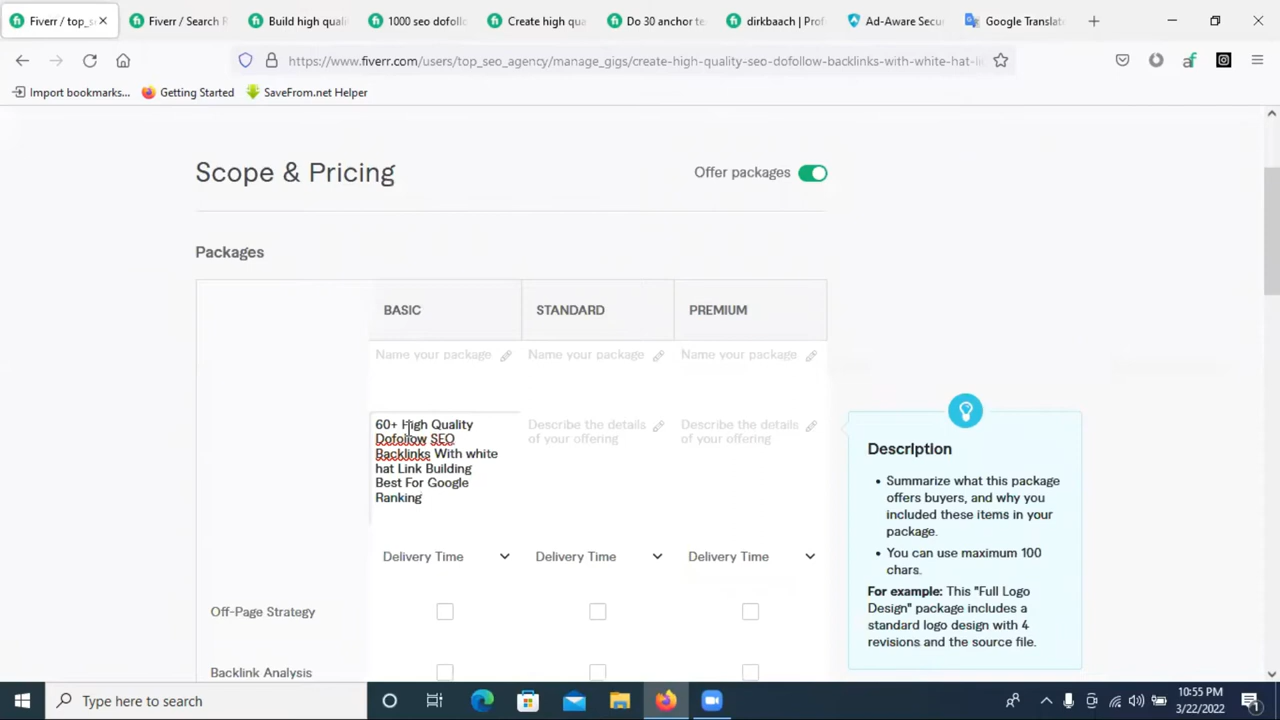 Fiverr / top_s
Fiverr / Search R
Build high quali
1000 seo dofollo
Create high qua
Do 30 anchor te
dirkbaach | Prof
Ad-Aware Secu
Google Translat
https://www.fiverr.com/users/top_seo_agency/manage_gigs/create-high-quality-seo-dofollow-backlinks-with-white-hat-li
Import bookmarks...
Getting Started
SaveFrom.net Helper
Scope & Pricing
Offer packages
Packages
BASIC
STANDARD
PREMIUM
Name your package
Name your package
Name your package
60+ High Quality
Dofollow SEO
Backlinks With white
hat Link Building
Best For Google
Ranking
Describe the details
of your offering
Describe the details
of your offering
Description
Summarize what this package
offers buyers, and why you
included these items in your
package.
You can use maximum 100
chars.
For example: This "Full Logo
Design" package includes a
standard logo design with 4
revisions and the source file.
Delivery Time
Delivery Time
Delivery Time
Off-Page Strategy
Backlink Analysis
Type here to search
10:55 PM
3/22/2022
1